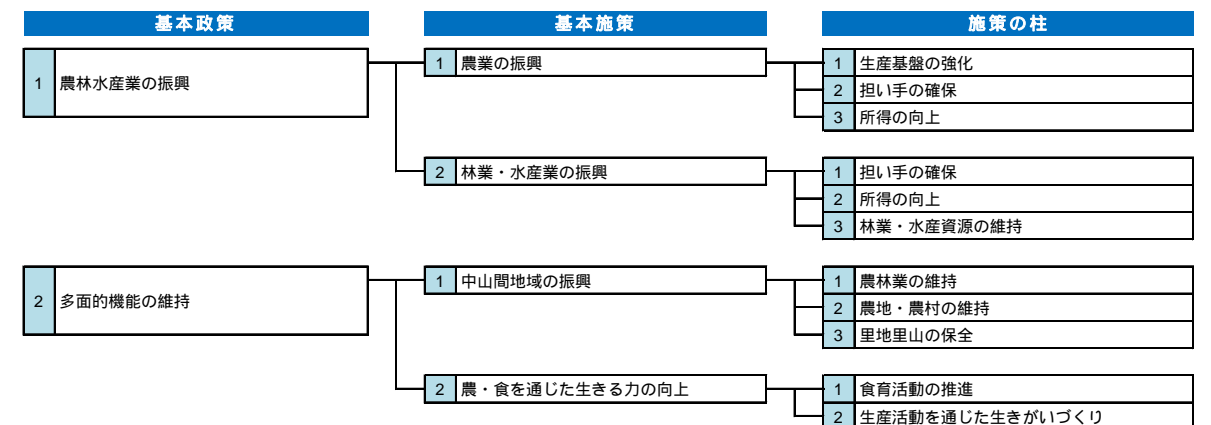 基本政策 基本施策 施策の柱
1 農林水産業の振興
1 農業の振興
1 生産基盤の強化
2 担い手の確保
3 所得の向上
2 林業・水産業の振興
1 担い手の確保
2 所得の向上
3 林業・水産資源の維持
2 多面的機能の維持
1 中山間地域の振興
1 農林業の維持
2 農地・農村の維持
3 里地里山の保全
2 農・食を通じた生きる力の向上
1 食育活動の推進
2 生産活動を通じた生きがいづくり